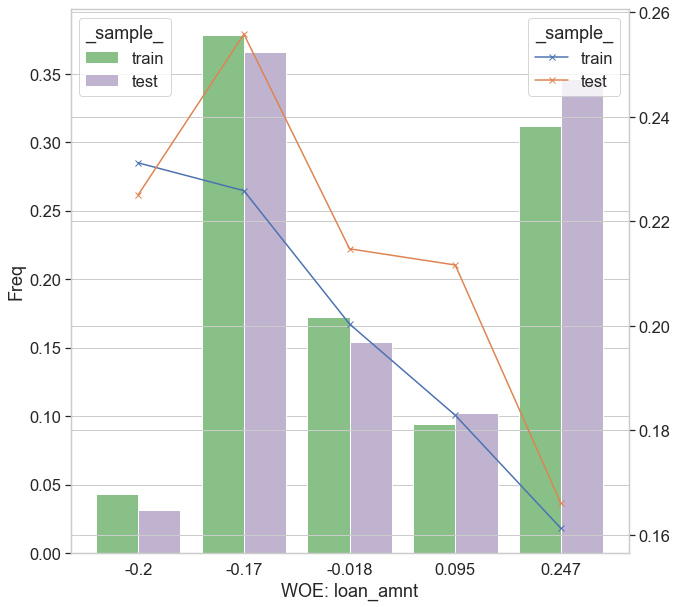 _sample_
train
test
_sample_
train
test
0.35
0.30
0.25
0.20
0.15
0.10
0.05
0.00
Freq
0.26
0.24
0.22
0.20
0.18
0.16
-0.2
-0.17
-0.018
0.095
0.247
WOE: loan_amnt